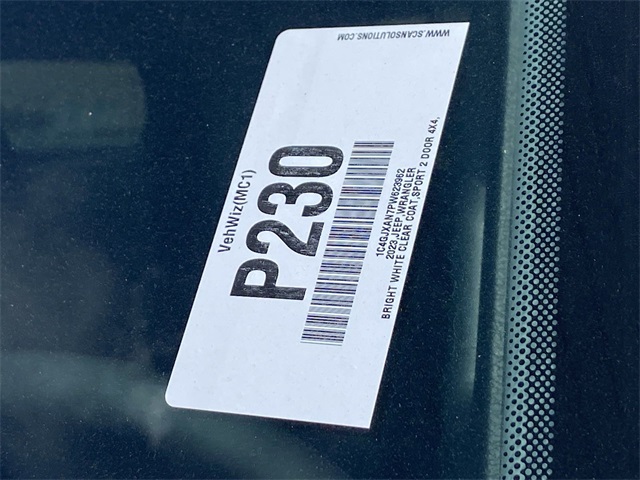 VehWiz(MC1)
P230
1C4GJXAN7PW623962
2023,JEEP,WRANGLER
BRIGHT WHITE CLEAR COAT,SPORT 2 DOOR 4X4,
WWW.SCANSOLUTIONS.COM